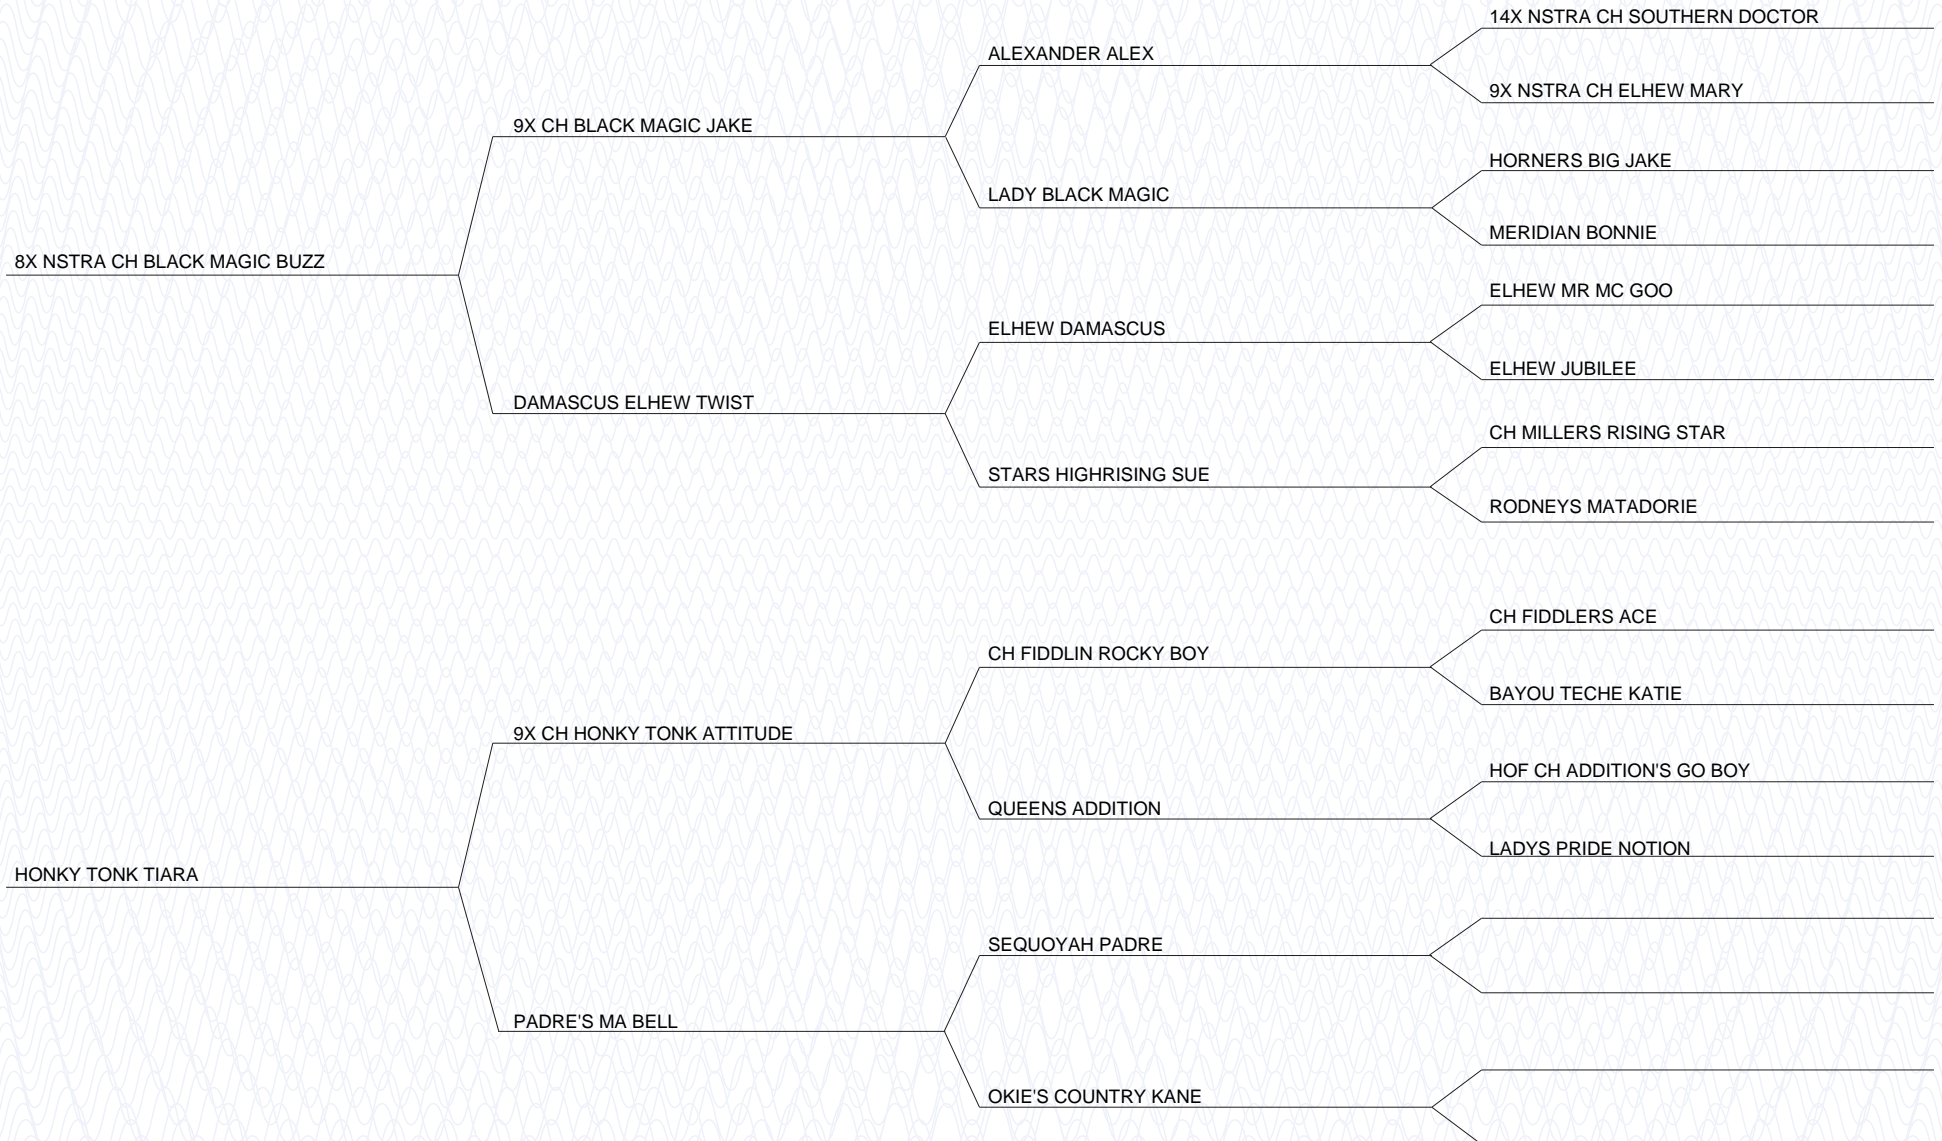 14X NSTRA CH SOUTHERN DOCTOR
ALEXANDER ALEX
9X NSTRA CH ELHEW MARY
9X CH BLACK MAGIC JAKE
HORNERS BIG JAKE
LADY BLACK MAGIC
MERIDIAN BONNIE
8X NSTRA CH BLACK MAGIC BUZZ
ELHEW MR MC GOO
ELHEW DAMASCUS
ELHEW JUBILEE
DAMASCUS ELHEW TWIST
CH MILLERS RISING STAR
STARS HIGHRISING SUE
RODNEYS MATADORIE
CH FIDDLERS ACE
CH FIDDLIN ROCKY BOY
BAYOU TECHE KATIE
9X CH HONKY TONK ATTITUDE
HOF CH ADDITION'S GO BOY
QUEENS ADDITION
LADYS PRIDE NOTION
HONKY TONK TIARA
SEQUOYAH PADRE
PADRE'S MA BELL
OKIE'S COUNTRY KANE